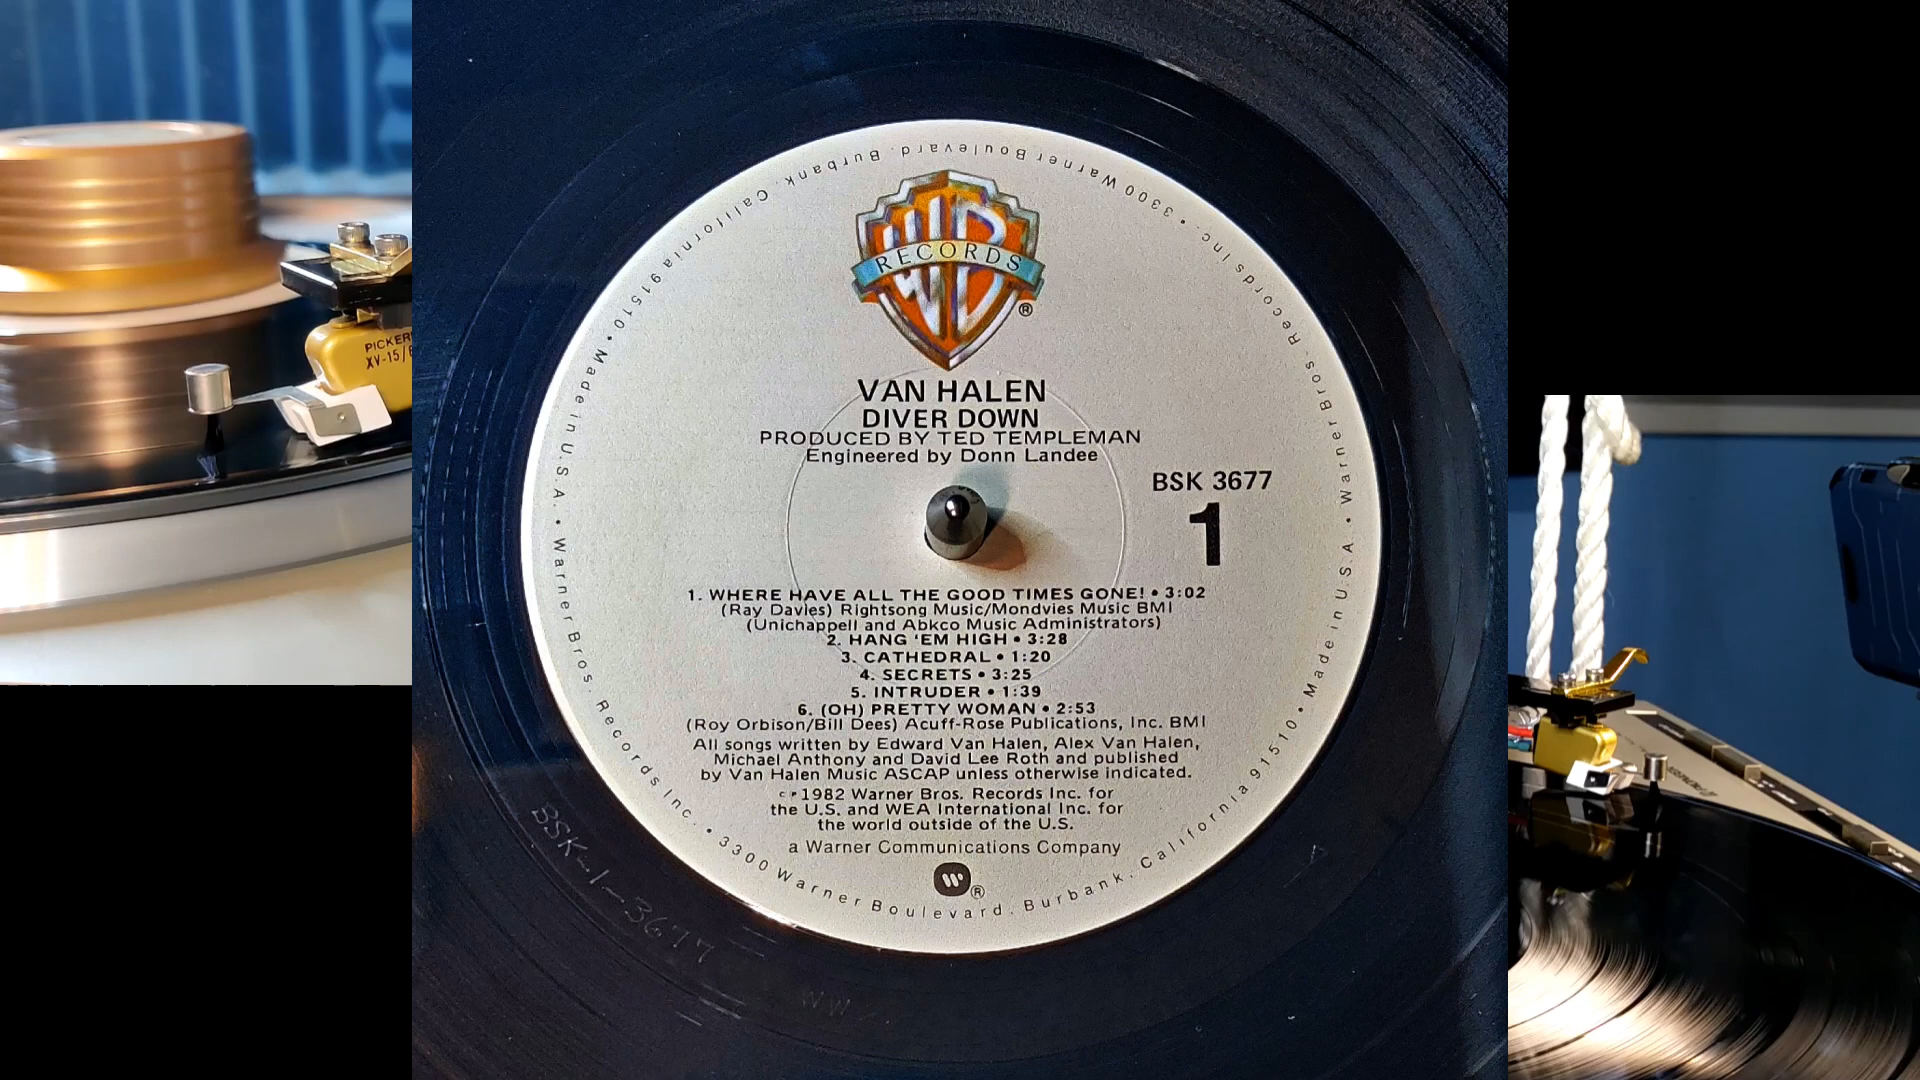 PICKER
XV-15/6
3300 Warner Boulevard. Burbank. California 91510 • Made in U.S.A. • Warner Bros. Records Inc. • 3300 Warner Boulevard. Burbank. California 91510 • Made in U.S.A. • Warner Bros. Records Inc. •
WB
RECORDS
®
VAN HALEN
DIVER DOWN
PRODUCED BY TED TEMPLEMAN
Engineered by Donn Landee
BSK 3677
1
1. WHERE HAVE ALL THE GOOD TIMES GONE! • 3:02
(Ray Davies) Rightsong Music/Mondvies Music BMI
(Unichappell and Abkco Music Administrators)
2. HANG 'EM HIGH • 3:28
3. CATHEDRAL • 1:20
4. SECRETS • 3:25
5. INTRUDER • 1:39
6. (OH) PRETTY WOMAN • 2:53
(Roy Orbison/Bill Dees) Acuff-Rose Publications, Inc. BMI
All songs written by Edward Van Halen, Alex Van Halen,
Michael Anthony and David Lee Roth and published
by Van Halen Music ASCAP unless otherwise indicated.
℗ 1982 Warner Bros. Records Inc. for
the U.S. and WEA International Inc. for
the world outside of the U.S.
a Warner Communications Company
®
BSK-1-3677
WW